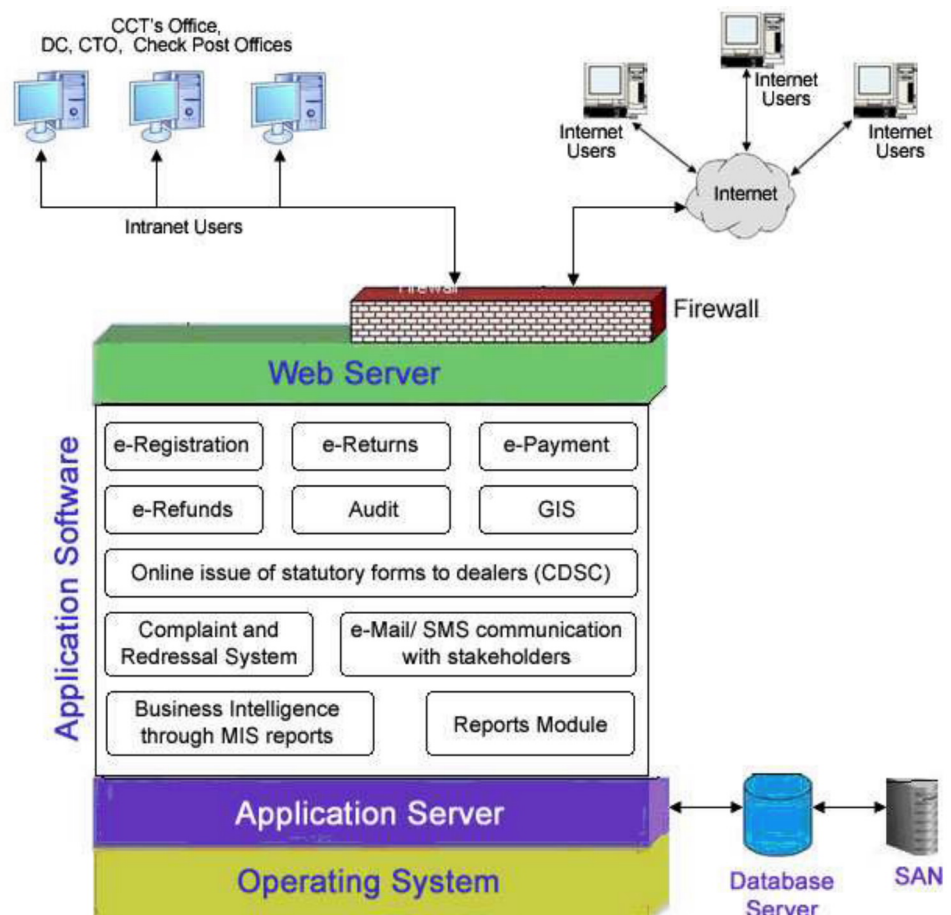 CCT's Office,
DC, CTO, Check Post Offices
Intranet Users
Internet
Users
Internet
Users
Internet
Users
Internet
Firewall
Firewall
Web Server
Application Software
e-Registration
e-Returns
e-Payment
e-Refunds
Audit
GIS
Online issue of statutory forms to dealers (CDSC)
Complaint and
Redressal System
e-Mail/ SMS communication
with stakeholders
Business Intelligence
through MIS reports
Reports Module
Application Server
Operating System
Database
Server
SAN